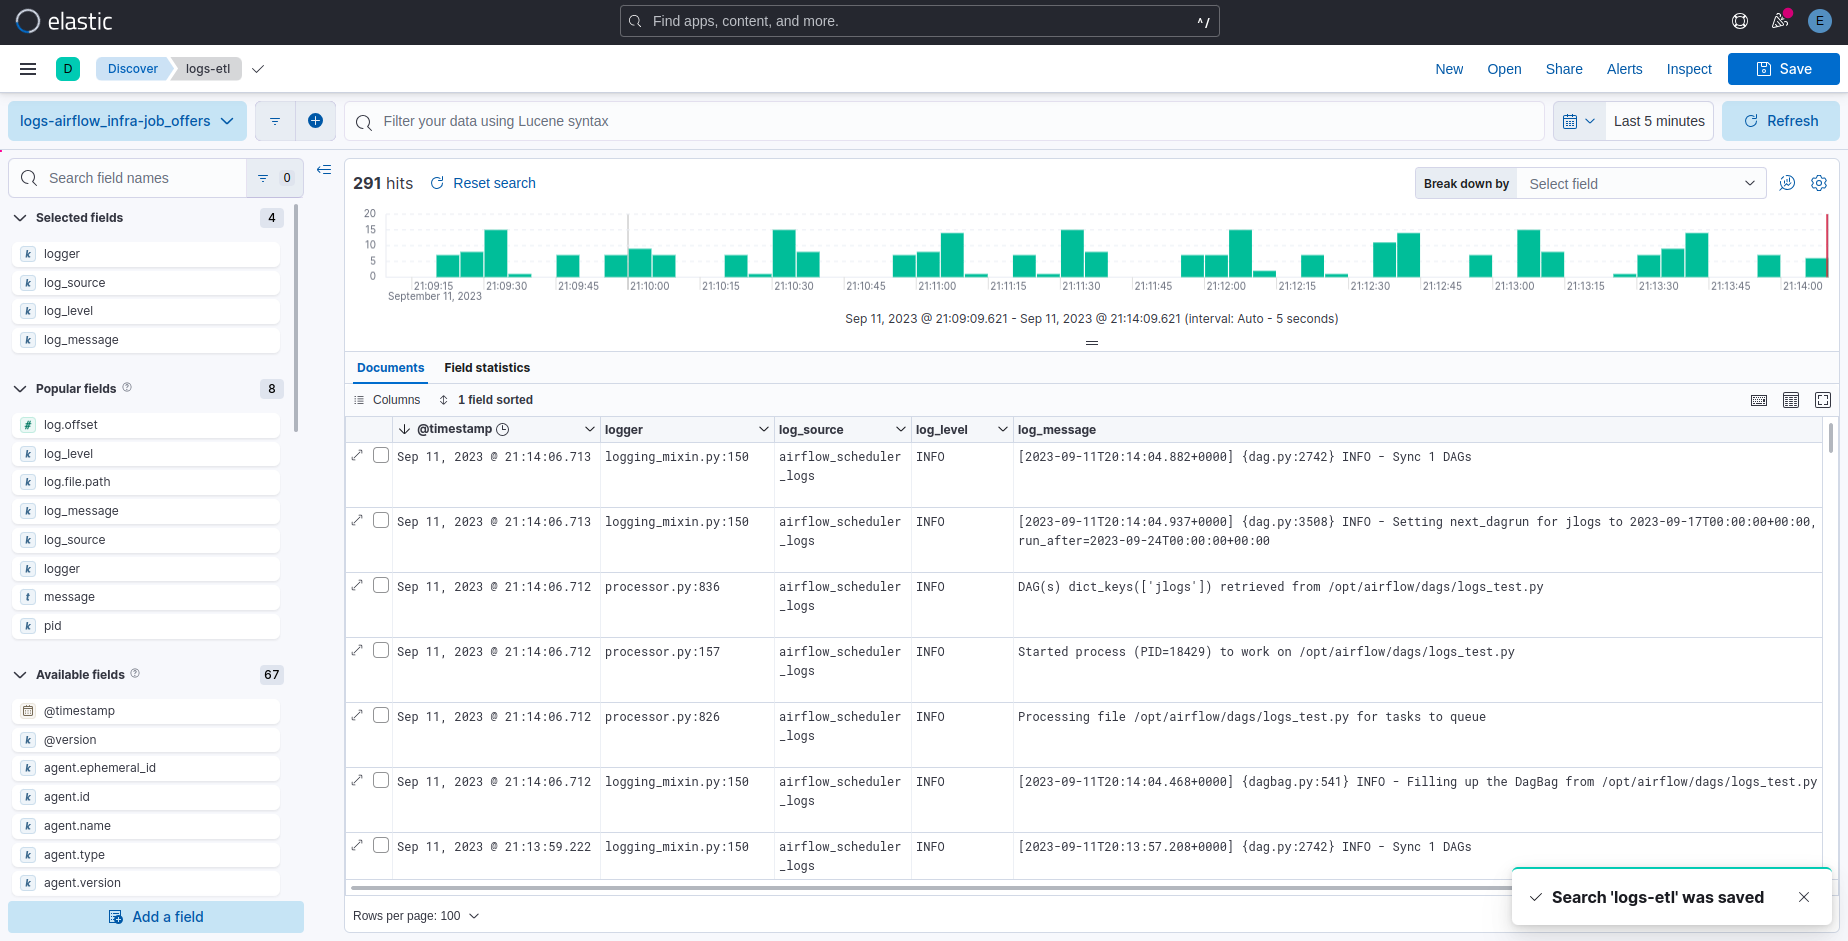 elastic
Find apps, content, and more.
^/
E
D
Discover
logs-etl
New
Open
Share
Alerts
Inspect
Save
logs-airflow_infra-job_offers
Filter your data using Lucene syntax
Last 5 minutes
Refresh
Search field names
0
Selected fields
4
k logger
k log_source
k log_level
k log_message
Popular fields
8
# log.offset
k log_level
k log.file.path
k log_message
k log_source
k logger
t message
k pid
Available fields
67
@timestamp
k @version
k agent.ephemeral_id
k agent.id
k agent.name
k agent.type
k agent.version
Add a field
291 hits
Reset search
Break down by
Select field
20
15
10
5
0
21:09:15 21:09:30 21:09:45 21:10:00 21:10:15 21:10:30 21:10:45 21:11:00 21:11:15 21:11:30 21:11:45 21:12:00 21:12:15 21:12:30 21:12:45 21:13:00 21:13:15 21:13:30 21:13:45 21:14:00
September 11, 2023
Sep 11, 2023 @ 21:09:09.621 - Sep 11, 2023 @ 21:14:09.621 (interval: Auto - 5 seconds)
Documents
Field statistics
Columns
1 field sorted
@timestamp logger log_source log_level log_message
Sep 11, 2023 @ 21:14:06.713 logging_mixin.py:150 airflow_scheduler INFO [2023-09-11T20:14:04.882+0000] {dag.py:2742} INFO - Sync 1 DAGs
_logs
Sep 11, 2023 @ 21:14:06.713 logging_mixin.py:150 airflow_scheduler INFO [2023-09-11T20:14:04.937+0000] {dag.py:3508} INFO - Setting next_dagrun for jlogs to 2023-09-17T00:00:00+00:00,
_logs run_after=2023-09-24T00:00:00+00:00
Sep 11, 2023 @ 21:14:06.712 processor.py:836 airflow_scheduler INFO DAG(s) dict_keys(['jlogs']) retrieved from /opt/airflow/dags/logs_test.py
_logs
Sep 11, 2023 @ 21:14:06.712 processor.py:157 airflow_scheduler INFO Started process (PID=18429) to work on /opt/airflow/dags/logs_test.py
_logs
Sep 11, 2023 @ 21:14:06.712 processor.py:826 airflow_scheduler INFO Processing file /opt/airflow/dags/logs_test.py for tasks to queue
_logs
Sep 11, 2023 @ 21:14:06.712 logging_mixin.py:150 airflow_scheduler INFO [2023-09-11T20:14:04.468+0000] {dagbag.py:541} INFO - Filling up the DagBag from /opt/airflow/dags/logs_test.py
_logs
Sep 11, 2023 @ 21:13:59.222 logging_mixin.py:150 airflow_scheduler INFO [2023-09-11T20:13:57.208+0000] {dag.py:2742} INFO - Sync 1 DAGs
_logs
Rows per page: 100
Search 'logs-etl' was saved